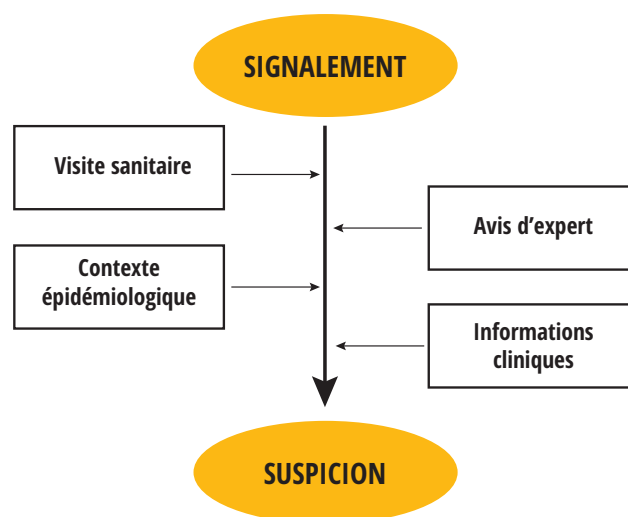 SIGNALEMENT
Visite sanitaire
Avis d'expert
Contexte
épidémiologique
Informations
cliniques
SUSPICION